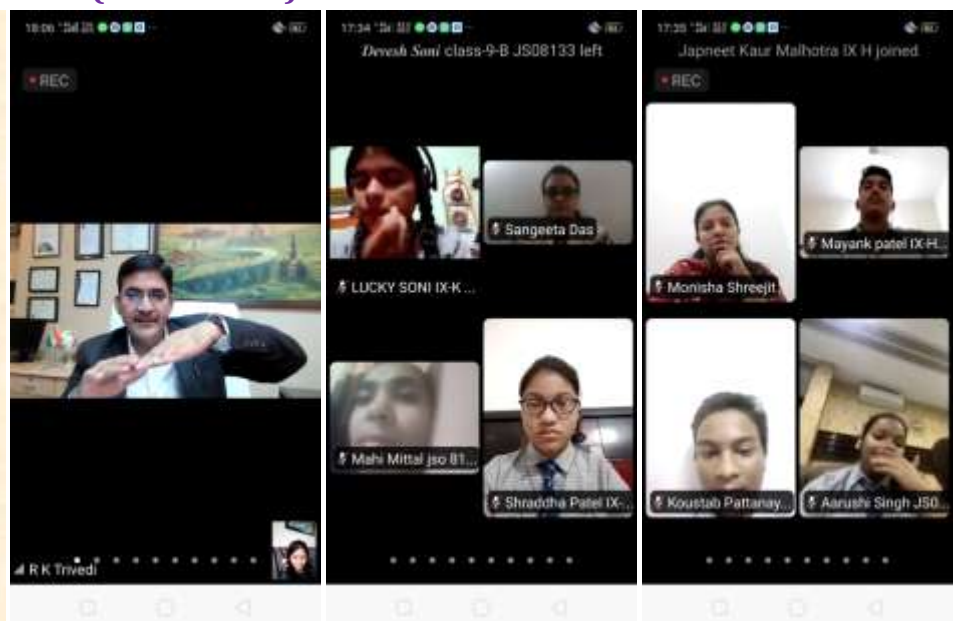 18:06
REC
R K Trivedi
17:34
Devesh Soni class-9-B JS08133 left
LUCKY SONI IX-K ...
Sangeeta Das
Mahi Mittal jso 81...
Shraddha Patel IX-...
17:35
Japneet Kaur Malhotra IX H joined
REC
Monisha Shreejit...
Mayank patel IX-H...
Koustab Pattanay...
Aarushi Singh JS0...